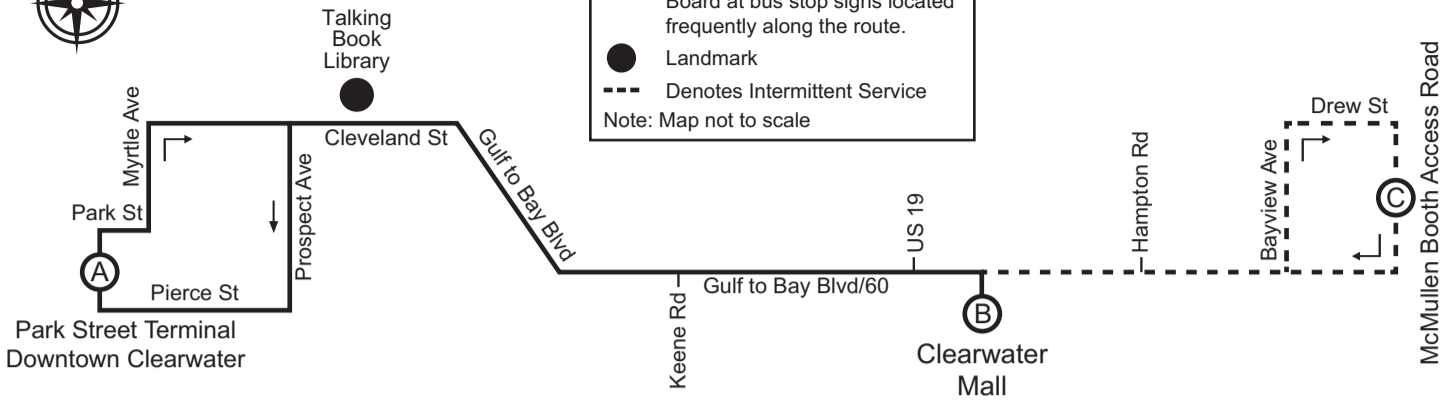 Board at bus stop signs located
frequently along the route.
Landmark
Denotes Intermittent Service
Note: Map not to scale
Talking
Book
Library
Myrtle Ave
Cleveland St
Gulf to Bay Blvd
Prospect Ave
Park St
A
Pierce St
Park Street Terminal
Downtown Clearwater
Keene Rd
Gulf to Bay Blvd/60
US 19
B
Clearwater
Mall
Hampton Rd
Bayview Ave
Drew St
C
McMullen Booth Access Road